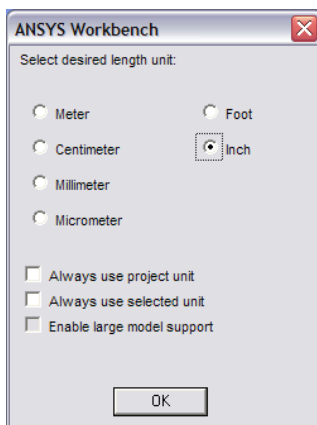 ANSYS Workbench
Select desired length unit:
Meter
Foot
Centimeter
Inch
Millimeter
Micrometer
Always use project unit
Always use selected unit
Enable large model support
OK